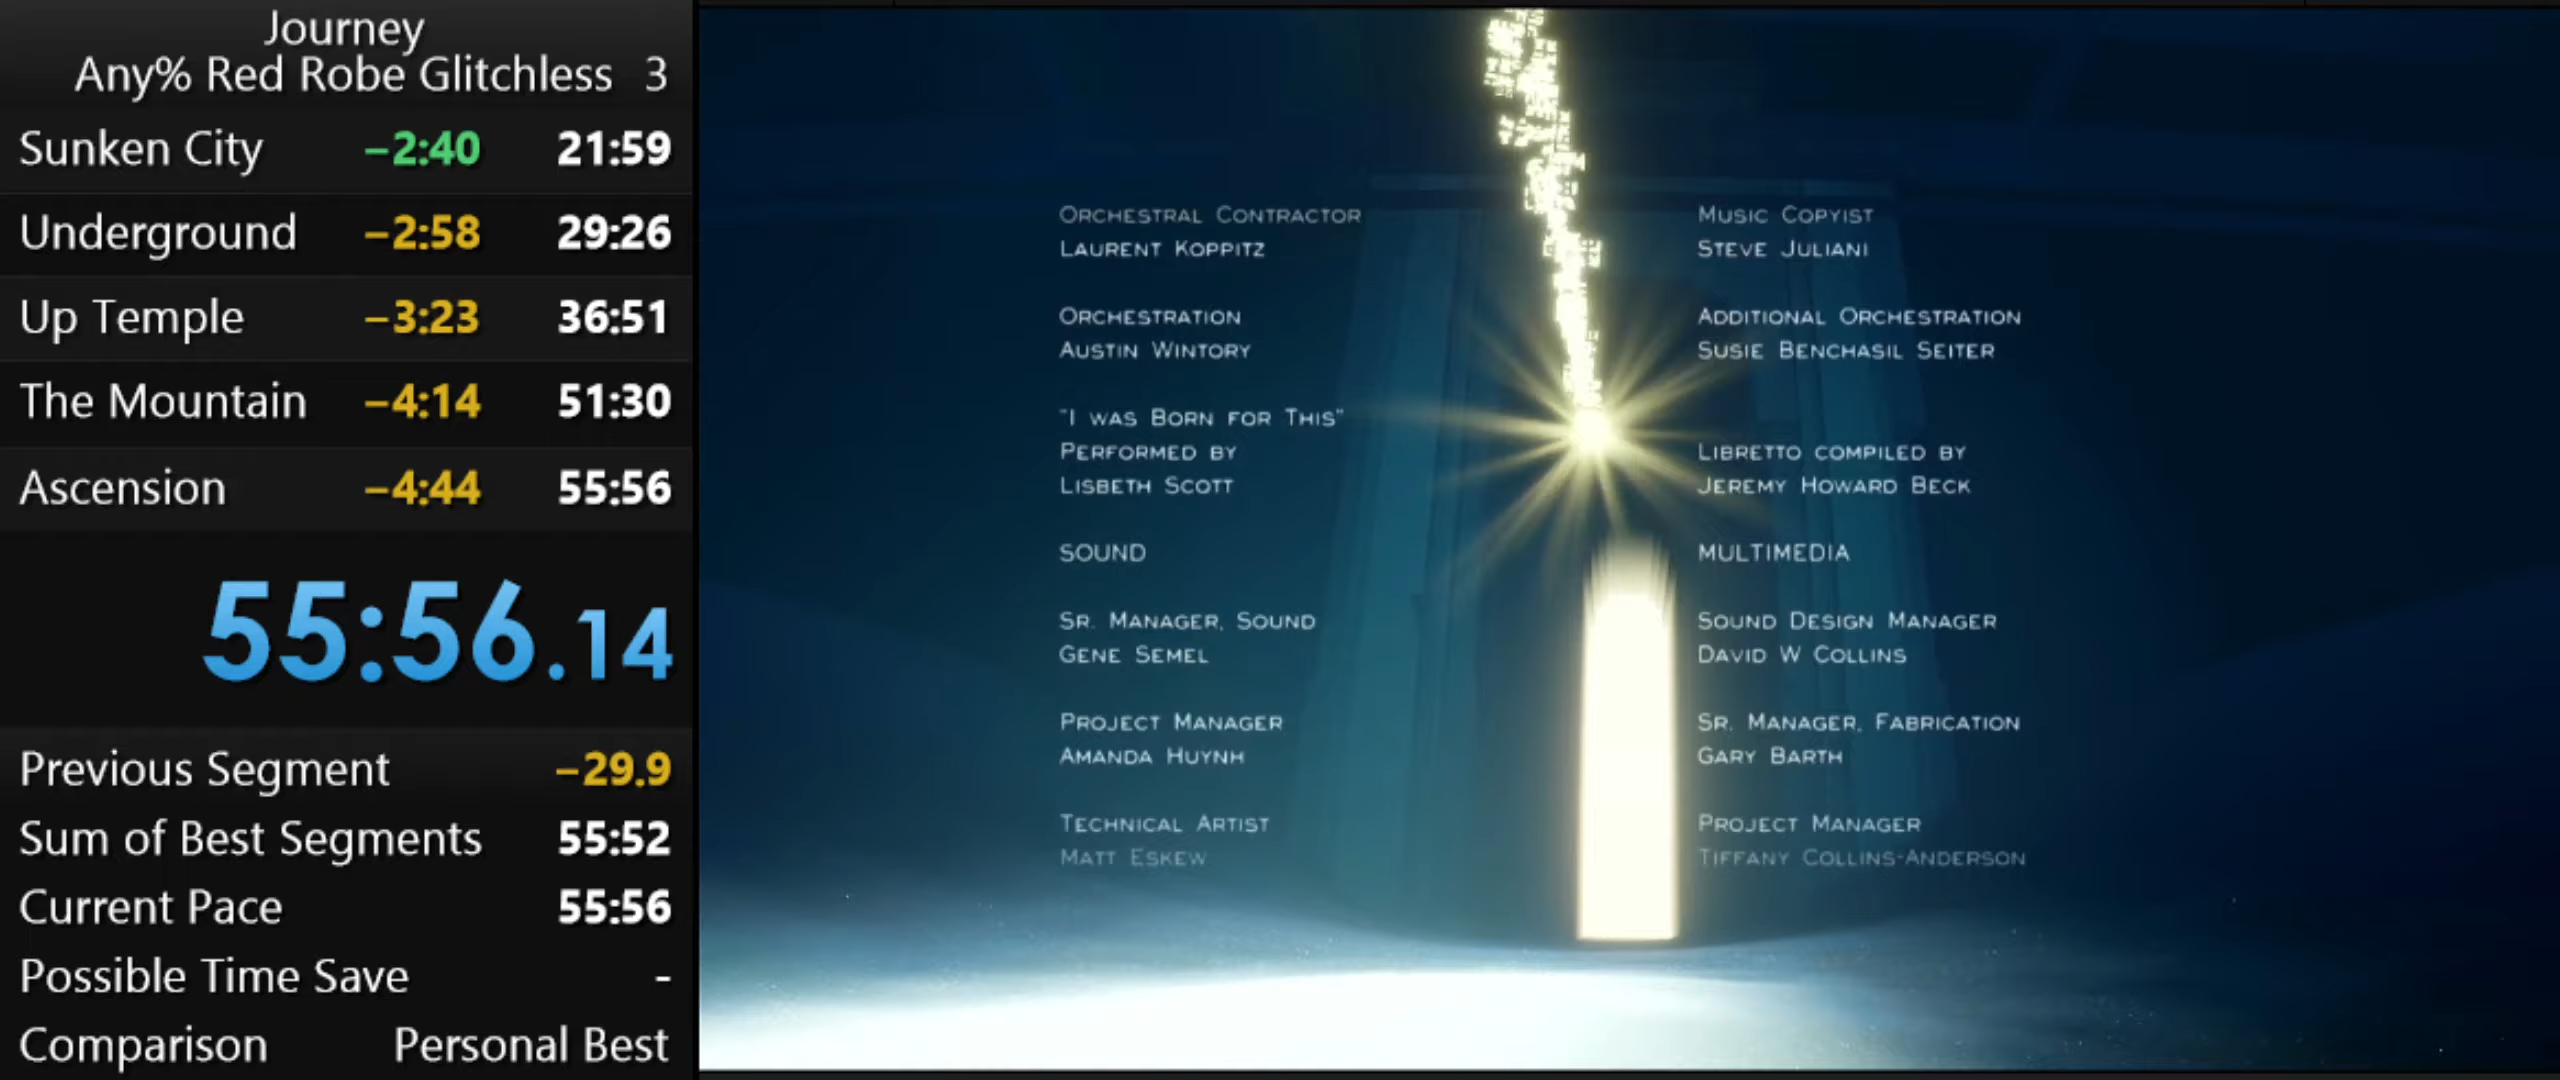 Journey
Any% Red Robe Glitchless 3
Sunken City −2:40 21:59
Underground −2:58 29:26
Up Temple −3:23 36:51
The Mountain −4:14 51:30
Ascension −4:44 55:56
55:56.14
Previous Segment −29.9
Sum of Best Segments 55:52
Current Pace 55:56
Possible Time Save -
Comparison Personal Best
ORCHESTRAL CONTRACTOR
LAURENT KOPPITZ
ORCHESTRATION
AUSTIN WINTORY
"I WAS BORN FOR THIS"
PERFORMED BY
LISBETH SCOTT
SOUND
SR. MANAGER, SOUND
GENE SEMEL
PROJECT MANAGER
AMANDA HUYNH
TECHNICAL ARTIST
MATT ESKEW
MUSIC COPYIST
STEVE JULIANI
ADDITIONAL ORCHESTRATION
SUSIE BENCHASIL SEITER
LIBRETTO COMPILED BY
JEREMY HOWARD BECK
MULTIMEDIA
SOUND DESIGN MANAGER
DAVID W COLLINS
SR. MANAGER, FABRICATION
GARY BARTH
PROJECT MANAGER
TIFFANY COLLINS-ANDERSON